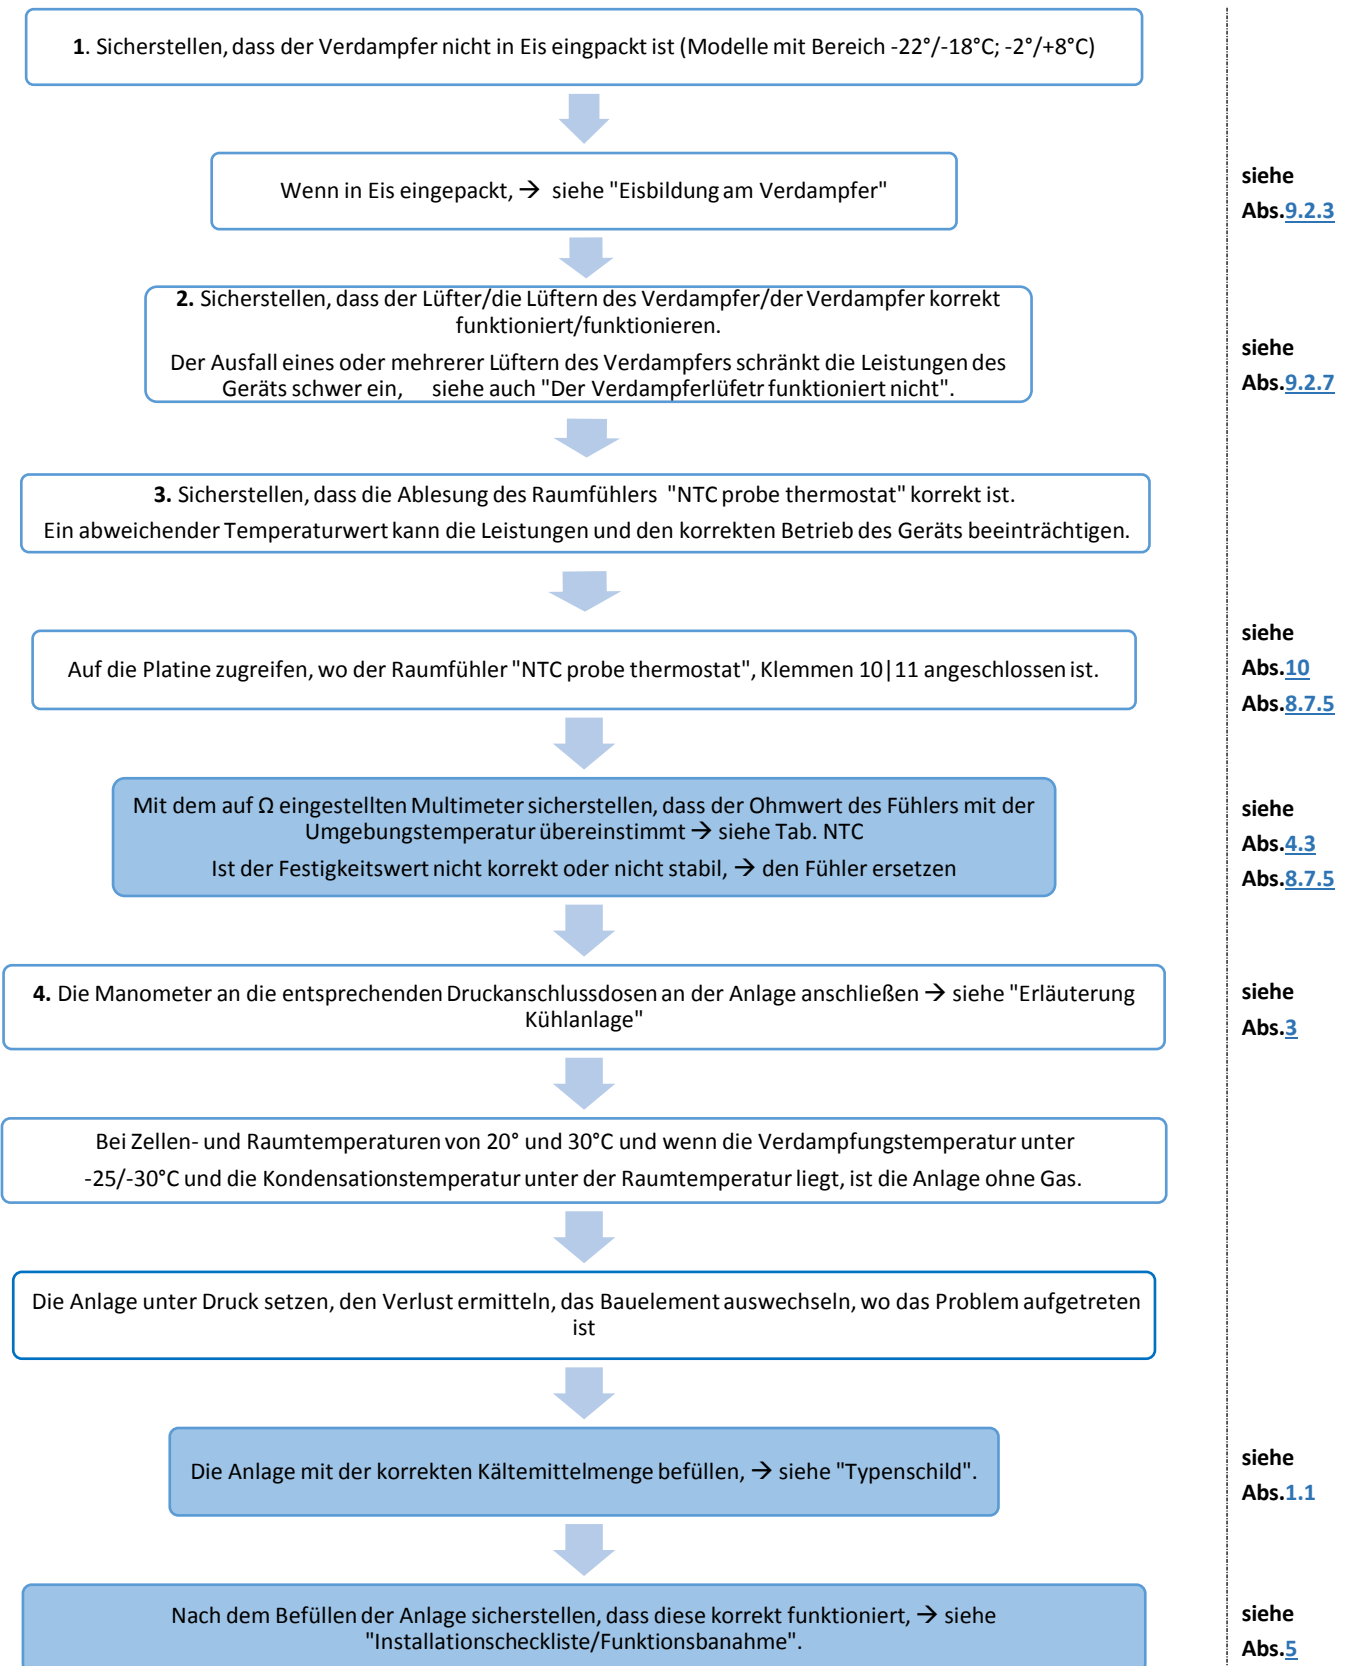 1. Sicherstellen, dass der Verdampfer nicht in Eis eingpackt ist (Modelle mit Bereich -22°/-18°C; -2°/+8°C)
Wenn in Eis eingepackt, → siehe "Eisbildung am Verdampfer"
siehe
Abs.9.2.3
2. Sicherstellen, dass der Lüfter/die Lüftern des Verdampfer/der Verdampfer korrekt
funktioniert/funktionieren.
Der Ausfall eines oder mehrerer Lüftern des Verdampfers schränkt die Leistungen des
Geräts schwer ein, siehe auch "Der Verdampferlüfetr funktioniert nicht".
siehe
Abs.9.2.7
3. Sicherstellen, dass die Ablesung des Raumfühlers "NTC probe thermostat" korrekt ist.
Ein abweichender Temperaturwert kann die Leistungen und den korrekten Betrieb des Geräts beeinträchtigen.
Auf die Platine zugreifen, wo der Raumfühler "NTC probe thermostat", Klemmen 10|11 angeschlossen ist.
siehe
Abs.10
Abs.8.7.5
Mit dem auf Ω eingestellten Multimeter sicherstellen, dass der Ohmwert des Fühlers mit der
Umgebungstemperatur übereinstimmt → siehe Tab. NTC
Ist der Festigkeitswert nicht korrekt oder nicht stabil, → den Fühler ersetzen
siehe
Abs.4.3
Abs.8.7.5
4. Die Manometer an die entsprechenden Druckanschlussdosen an der Anlage anschließen → siehe "Erläuterung
Kühlanlage"
siehe
Abs.3
Bei Zellen- und Raumtemperaturen von 20° und 30°C und wenn die Verdampfungstemperatur unter
-25/-30°C und die Kondensationstemperatur unter der Raumtemperatur liegt, ist die Anlage ohne Gas.
Die Anlage unter Druck setzen, den Verlust ermitteln, das Bauelement auswechseln, wo das Problem aufgetreten
ist
Die Anlage mit der korrekten Kältemittelmenge befüllen, → siehe "Typenschild".
siehe
Abs.1.1
Nach dem Befüllen der Anlage sicherstellen, dass diese korrekt funktioniert, → siehe
"Installationscheckliste/Funktionsbanahme".
siehe
Abs.5